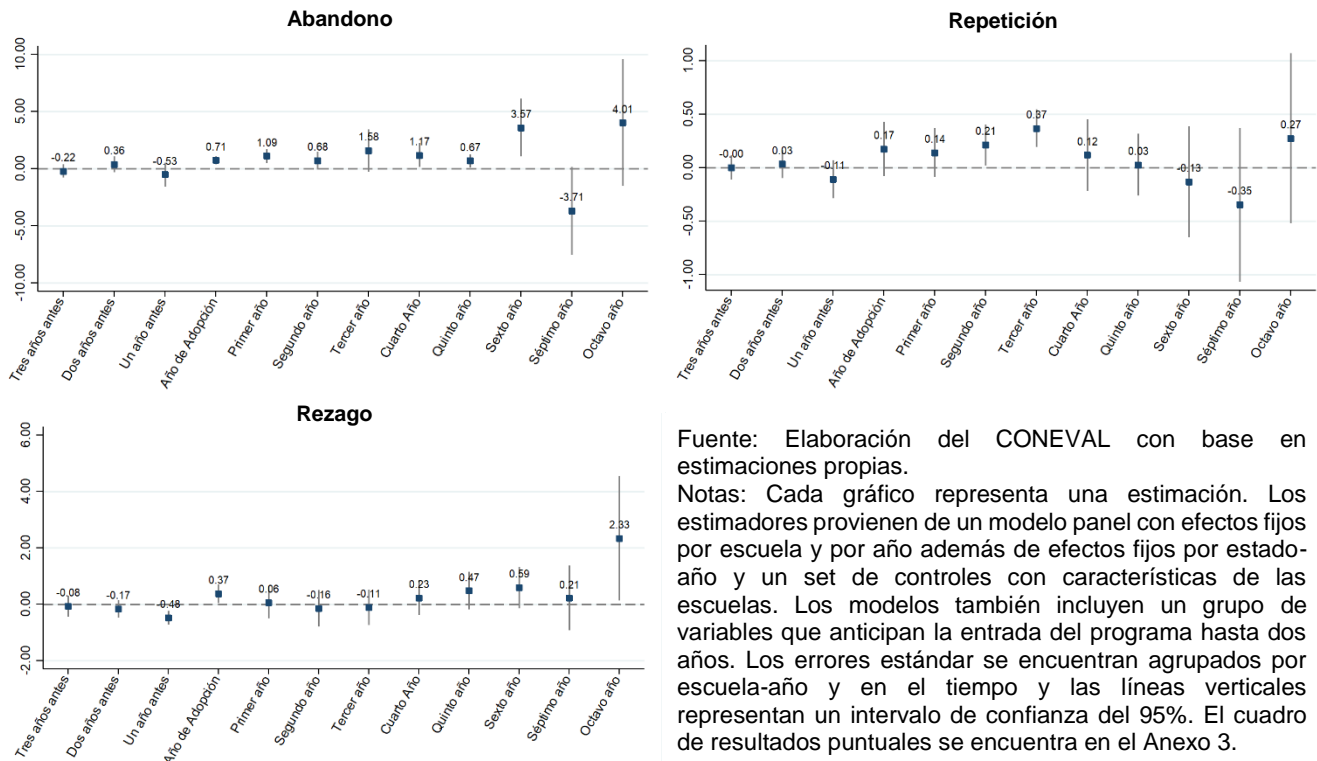 Abandono
10.00
5.00
0.00
-5.00
-10.00
-0.22
0.36
-0.53
0.71
1.09
0.68
1.58
1.17
0.67
3.57
-3.71
4.01
Tres años antes
Dos años antes
Un año antes
Año de Adopción
Primer año
Segundo año
Tercer año
Cuarto Año
Quinto año
Sexto año
Séptimo año
Octavo año
Repetición
1.00
0.50
0.00
-0.50
-1.00
-0.00
0.03
-0.11
0.17
0.14
0.21
0.37
0.12
0.03
-0.13
-0.35
0.27
Tres años antes
Dos años antes
Un año antes
Año de Adopción
Primer año
Segundo año
Tercer año
Cuarto Año
Quinto año
Sexto año
Séptimo año
Octavo año
Rezago
6.00
4.00
2.00
0.00
-2.00
-0.08
-0.17
-0.48
0.37
0.06
-0.16
-0.11
0.23
0.47
0.59
0.21
2.33
Tres años antes
Dos años antes
Un año antes
Año de Adopción
Primer año
Segundo año
Tercer año
Cuarto Año
Quinto año
Sexto año
Séptimo año
Octavo año
Fuente: Elaboración del CONEVAL con base en
estimaciones propias.
Notas: Cada gráfico representa una estimación. Los
estimadores provienen de un modelo panel con efectos fijos
por escuela y por año además de efectos fijos por estado-
año y un set de controles con características de las
escuelas. Los modelos también incluyen un grupo de
variables que anticipan la entrada del programa hasta dos
años. Los errores estándar se encuentran agrupados por
escuela-año y en el tiempo y las líneas verticales
representan un intervalo de confianza del 95%. El cuadro
de resultados puntuales se encuentra en el Anexo 3.